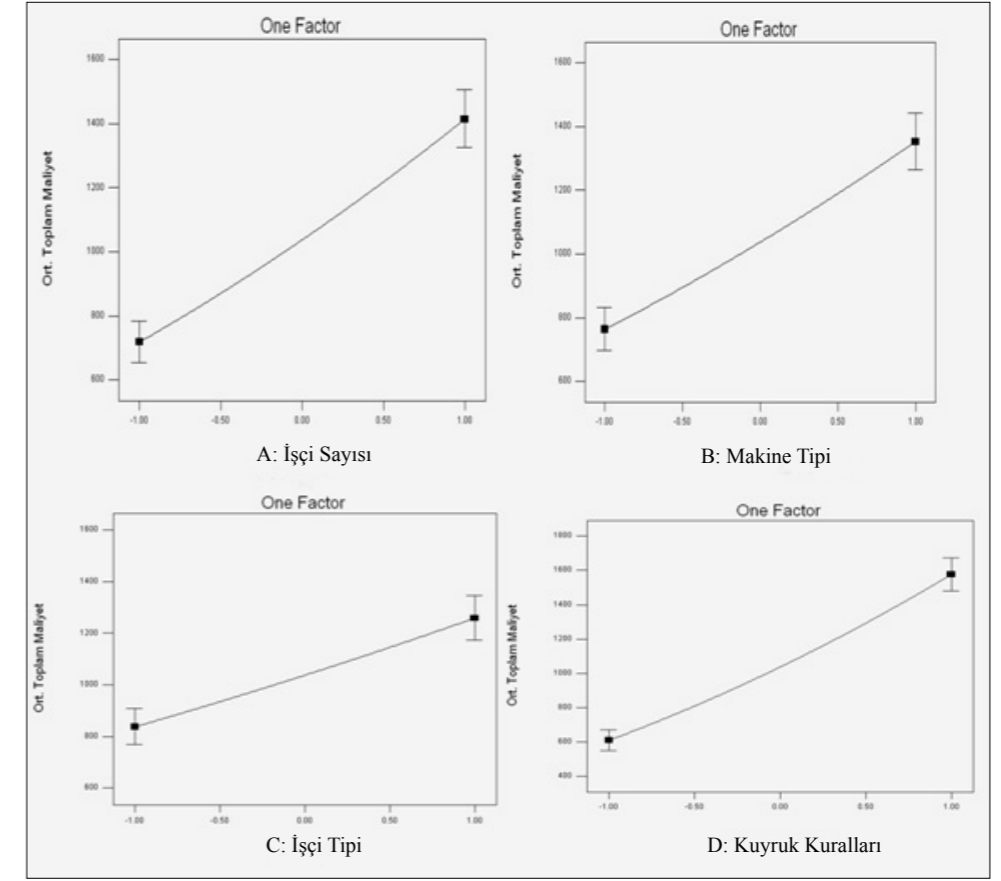 One Factor
Ort. Toplam Maliyet
1600
1400
1200
1000
800
600
-1.00 -0.50 0.00 0.50 1.00
A: İşçi Sayısı
One Factor
Ort. Toplam Maliyet
1600
1400
1200
1000
800
600
-1.00 -0.50 0.00 0.50 1.00
B: Makine Tipi
One Factor
Ort. Toplam Maliyet
1600
1400
1200
1000
800
600
-1.00 -0.50 0.00 0.50 1.00
C: İşçi Tipi
One Factor
Ort. Toplam Maliyet
1800
1600
1400
1200
1000
800
600
400
-1.00 -0.50 0.00 0.50 1.00
D: Kuyruk Kuralları